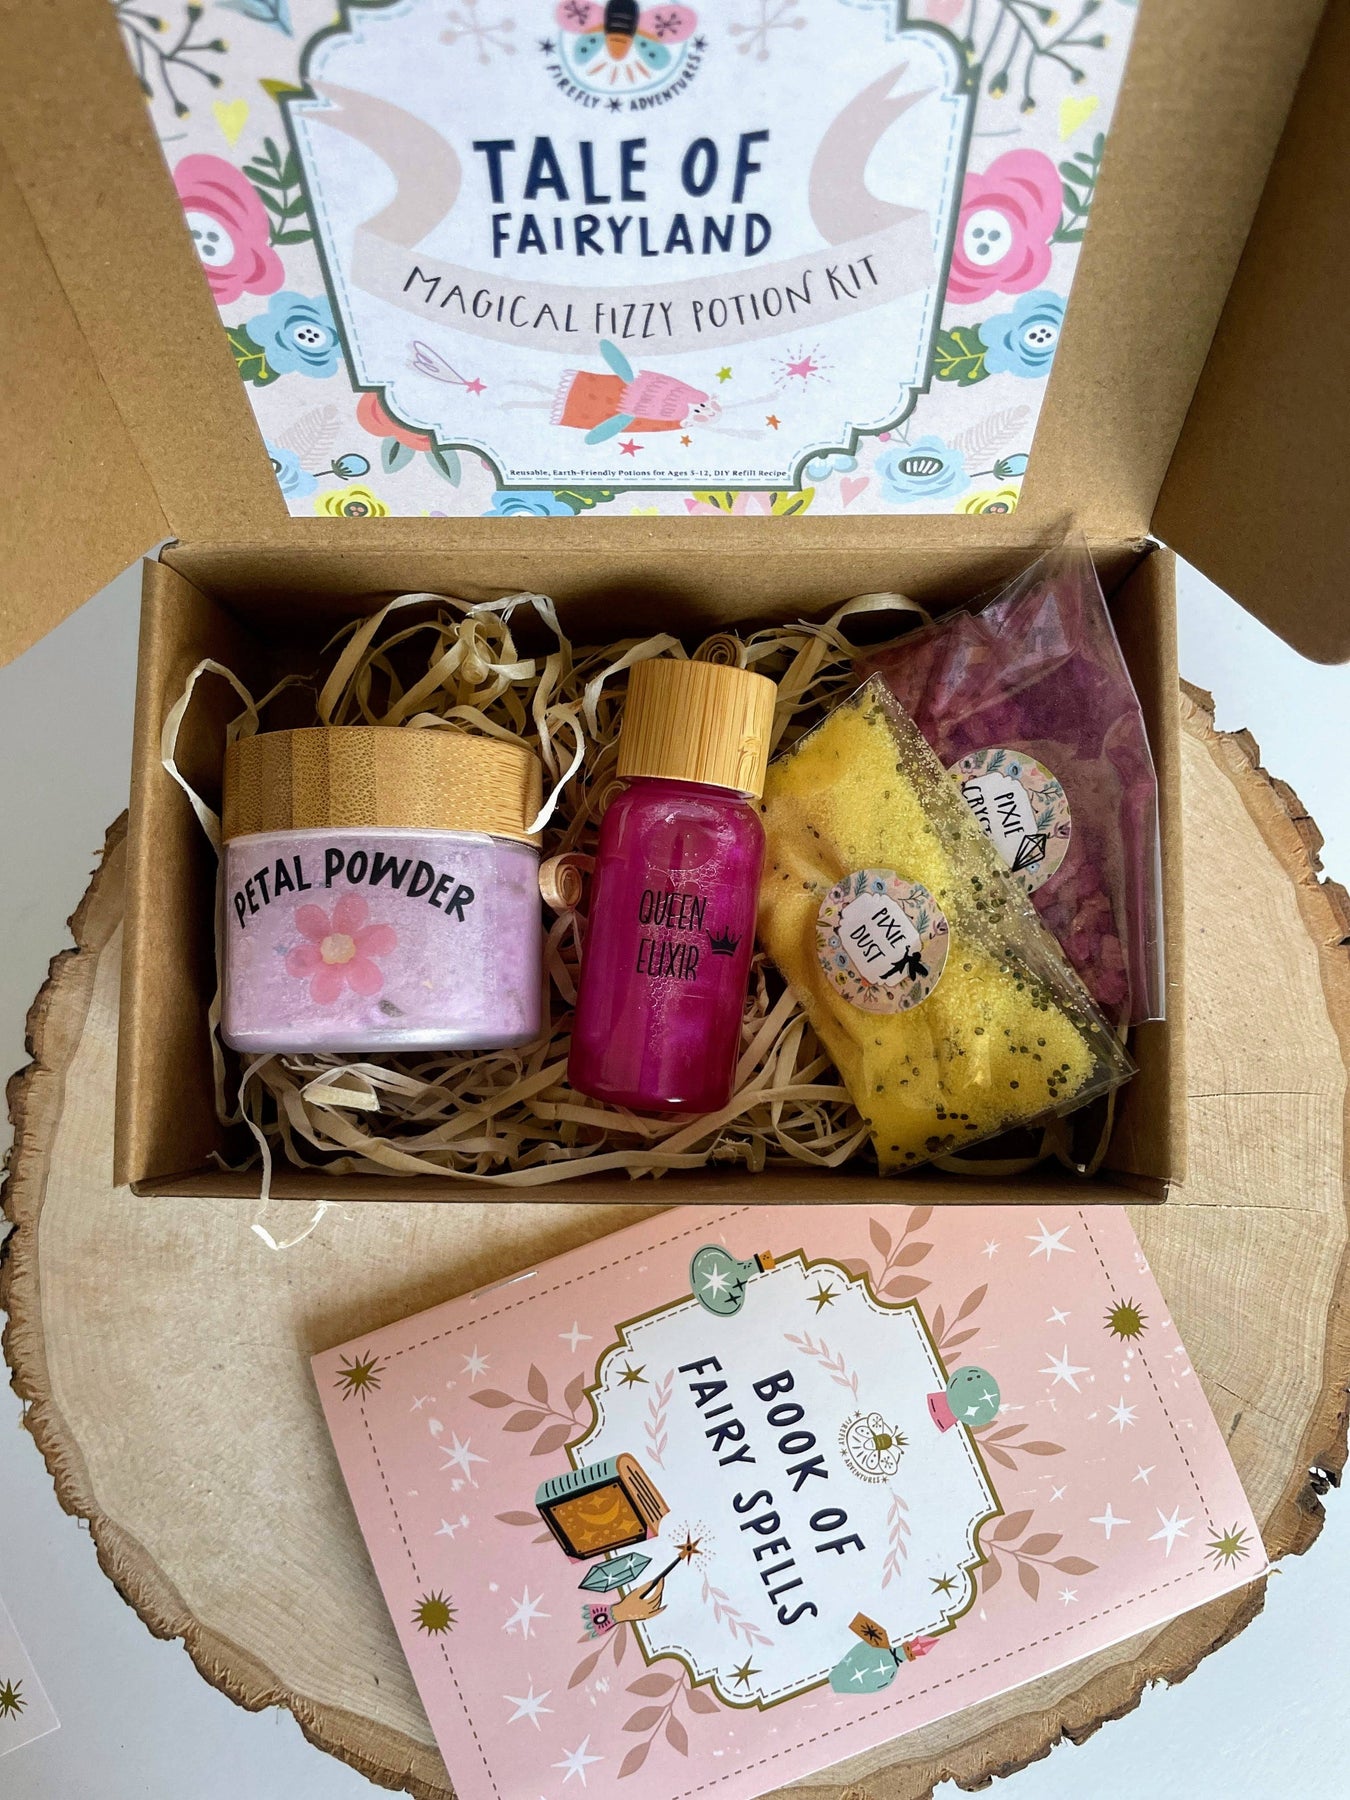 FIREFLY ADVENTURES
TALE OF
FAIRYLAND
MAGICAL FIZZY POTION KIT
Reusable, Earth-Friendly Potions for Ages 5-12, DIY Refill Recipe
PETAL POWDER
QUEEN
ELIXIR
PIXIE
PIXIE
DUST
FIREFLY ADVENTURES
BOOK OF
FAIRY SPELLS